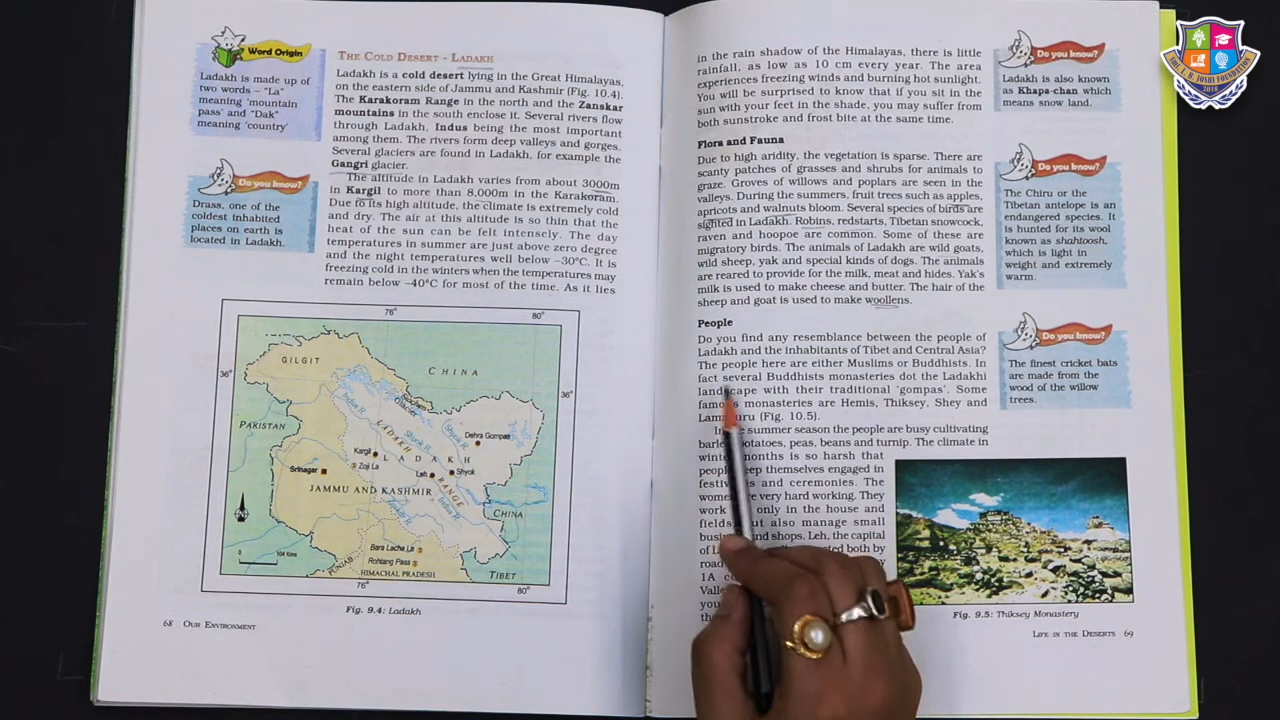 Word Origin
Ladakh is made up of
two words – "La"
meaning 'mountain
pass' and "Dak"
meaning 'country'
Do you know?
Drass, one of the
coldest inhabited
places on earth is
located in Ladakh.
THE COLD DESERT - LADAKH
Ladakh is a cold desert lying in the Great Himalayas,
on the eastern side of Jammu and Kashmir (Fig. 10.4).
The Karakoram Range in the north and the Zanskar
mountains in the south enclose it. Several rivers flow
through Ladakh, Indus being the most important
among them. The rivers form deep valleys and gorges.
Several glaciers are found in Ladakh, for example the
Gangri glacier.
The altitude in Ladakh varies from about 3000m
in Kargil to more than 8,000m in the Karakoram.
Due to its high altitude, the climate is extremely cold
and dry. The air at this altitude is so thin that the
heat of the sun can be felt intensely. The day
temperatures in summer are just above zero degree
and the night temperatures well below –30°C. It is
freezing cold in the winters when the temperatures may
remain below –40°C for most of the time. As it lies
76°
80°
GILGIT
CHINA
36°
36°
Siachen
Glacier
Indus R.
PAKISTAN
LADAKH
Shyok R.
Shyok R.
Dehra Gompas
Kargil
LADAKH
Zoji La
Srinagar
Leh
Shyok
RANGE
JAMMU AND KASHMIR
Indus R.
CHINA
0
104 Kms
Bara Lacha La
Rohtang Pass
PUNJAB
HIMACHAL PRADESH
TIBET
76°
80°
Fig. 9.4: Ladakh
68 OUR ENVIRONMENT
in the rain shadow of the Himalayas, there is little
rainfall, as low as 10 cm every year. The area
experiences freezing winds and burning hot sunlight.
You will be surprised to know that if you sit in the
sun with your feet in the shade, you may suffer from
both sunstroke and frost bite at the same time.
Flora and Fauna
Due to high aridity, the vegetation is sparse. There are
scanty patches of grasses and shrubs for animals to
graze. Groves of willows and poplars are seen in the
valleys. During the summers, fruit trees such as apples,
apricots and walnuts bloom. Several species of birds are
sighted in Ladakh. Robins, redstarts, Tibetan snowcock,
raven and hoopoe are common. Some of these are
migratory birds. The animals of Ladakh are wild goats,
wild sheep, yak and special kinds of dogs. The animals
are reared to provide for the milk, meat and hides. Yak's
milk is used to make cheese and butter. The hair of the
sheep and goat is used to make woollens.
People
Do you find any resemblance between the people of
Ladakh and the inhabitants of Tibet and Central Asia?
The people here are either Muslims or Buddhists. In
fact several Buddhists monasteries dot the Ladakhi
landscape with their traditional 'gompas'. Some
famous monasteries are Hemis, Thiksey, Shey and
(Fig. 10.5).
summer season the people are busy cultivating
potatoes, peas, beans and turnip. The climate in
months is so harsh that
themselves engaged in
and ceremonies. The
very hard working. They
work only in the house and
fields, but also manage small
and shops. Leh, the capital
of both by
road
1A
Fig. 9.5: Thiksey Monastery
LIFE IN THE DESERTS 69
Do you know?
Ladakh is also known
as Khapa-chan which
means snow land.
Do you know?
The Chiru or the
Tibetan antelope is an
endangered species. It
is hunted for its wool
known as shahtoosh,
which is light in
weight and extremely
warm.
Do you know?
The finest cricket bats
are made from the
wood of the willow
trees.
SHRI. J. H. JOSHI FOUNDATION
2018